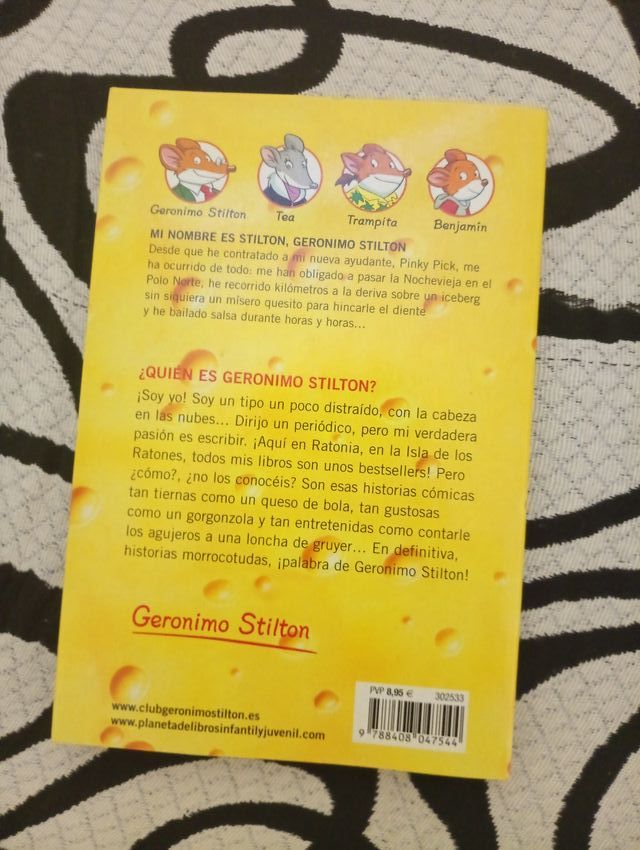 Geronimo Stilton
Tea
Trampita
Benjamín
MI NOMBRE ES STILTON, GERONIMO STILTON
Desde que he contratado a mi nueva ayudante, Pinky Pick, me
ha ocurrido de todo: me han obligado a pasar la Nochevieja en el
Polo Norte, he recorrido kilómetros a la deriva sobre un iceberg
sin siquiera un mísero quesito para hincarle el diente
y he bailado salsa durante horas y horas...
¿QUIÉN ES GERONIMO STILTON?
¡Soy yo! Soy un tipo un poco distraído, con la cabeza
en las nubes... Dirijo un periódico, pero mi verdadera
pasión es escribir. ¡Aquí en Ratonia, en la Isla de los
Ratones, todos mis libros son unos bestsellers! Pero
¿cómo?, ¿no los conocéis? Son esas historias cómicas
tan tiernas como un queso de bola, tan gustosas
como un gorgonzola y tan entretenidas como contarle
los agujeros a una loncha de gruyer... En definitiva,
historias morrocotudas, ¡palabra de Geronimo Stilton!
Geronimo Stilton
www.clubgeronimostilton.es
www.planetadelibrosinfantilyjuvenil.com
PVP 8,95 € 302533
9 788408 047544